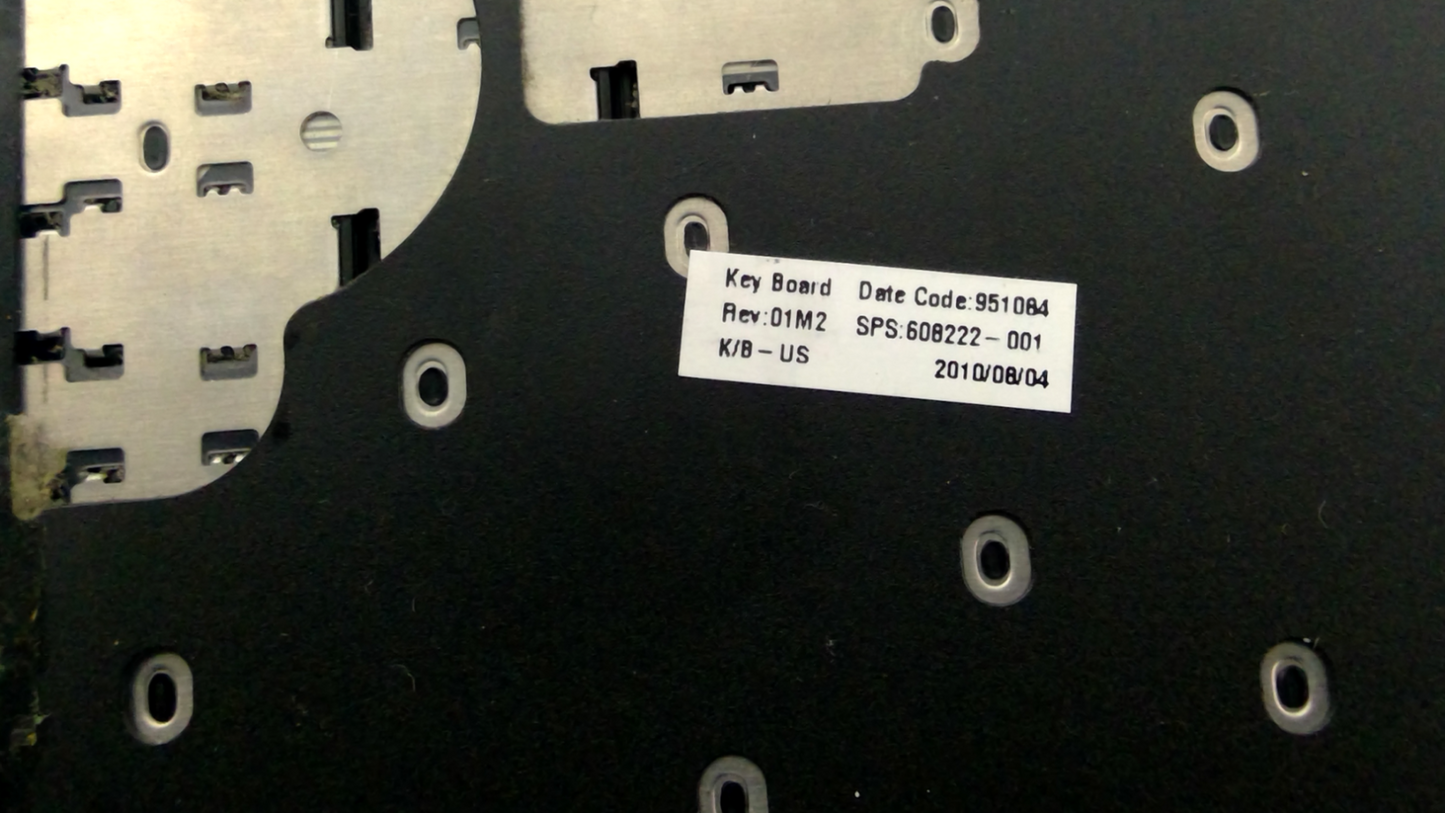 Key Board Date Code:951084
Rev:01M2 SPS:608222-001
K/B-US 2010/08/04